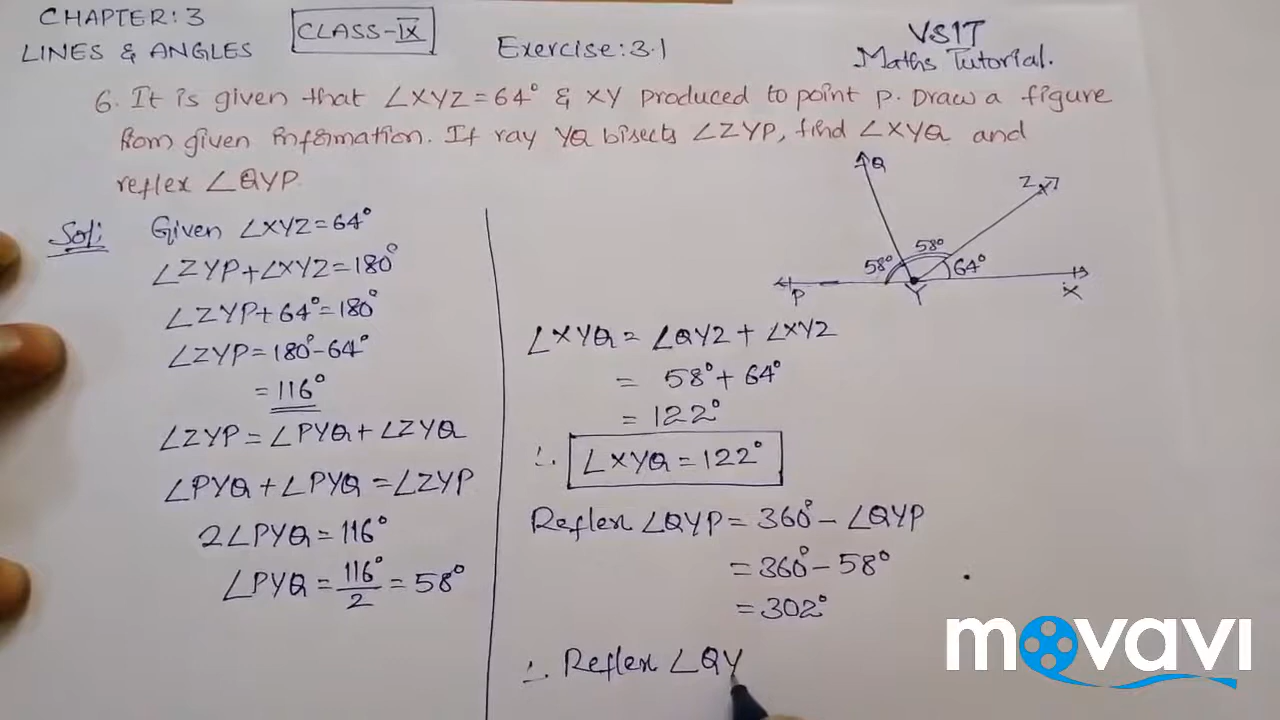 CHAPTER: 3
LINES & ANGLES
CLASS-IX
Exercise: 3.1
VSIT
Maths Tutorial.
6. It is given that ∠XYZ = 64° & XY produced to point P. Draw a figure
from given information. If ray YQ bisects ∠ZYP, find ∠XYQ and
reflex ∠QYP.
Q
Z
58°
58°
64°
P
Y
X
Sol:
Given ∠XYZ = 64°
∠ZYP + ∠XYZ = 180°
∠ZYP + 64° = 180°
∠ZYP = 180° - 64°
= 116°
∠ZYP = ∠PYQ + ∠ZYQ
∠PYQ + ∠PYQ = ∠ZYP
2∠PYQ = 116°
∠PYQ = 116°/2 = 58°
∠XYQ = ∠QYZ + ∠XYZ
= 58° + 64°
= 122°
∴ ∠XYQ = 122°
Reflex ∠QYP = 360° - ∠QYP
= 360° - 58°
= 302°
∴ Reflex ∠QY
movavi